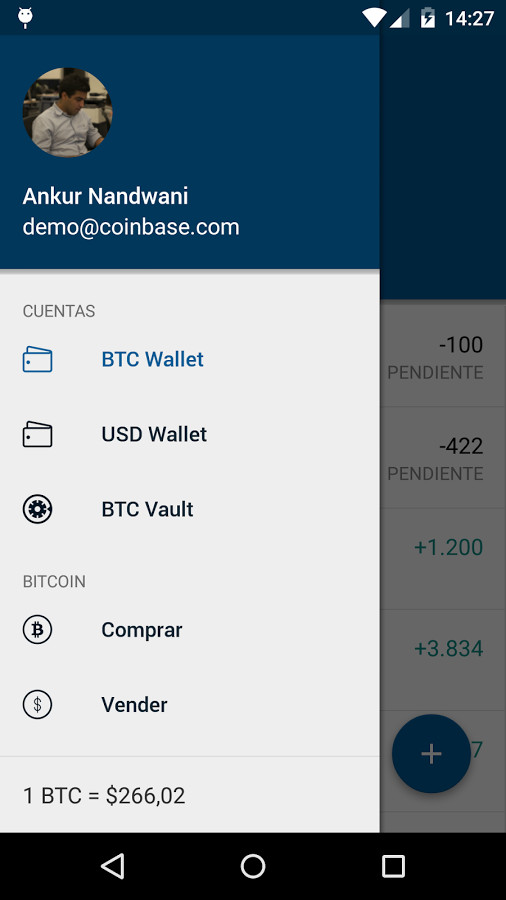 14:27
Ankur Nandwani
demo@coinbase.com
CUENTAS
BTC Wallet
USD Wallet
BTC Vault
BITCOIN
Comprar
Vender
1 BTC = $266,02
-100
PENDIENTE
-422
PENDIENTE
+1.200
+3.834
7